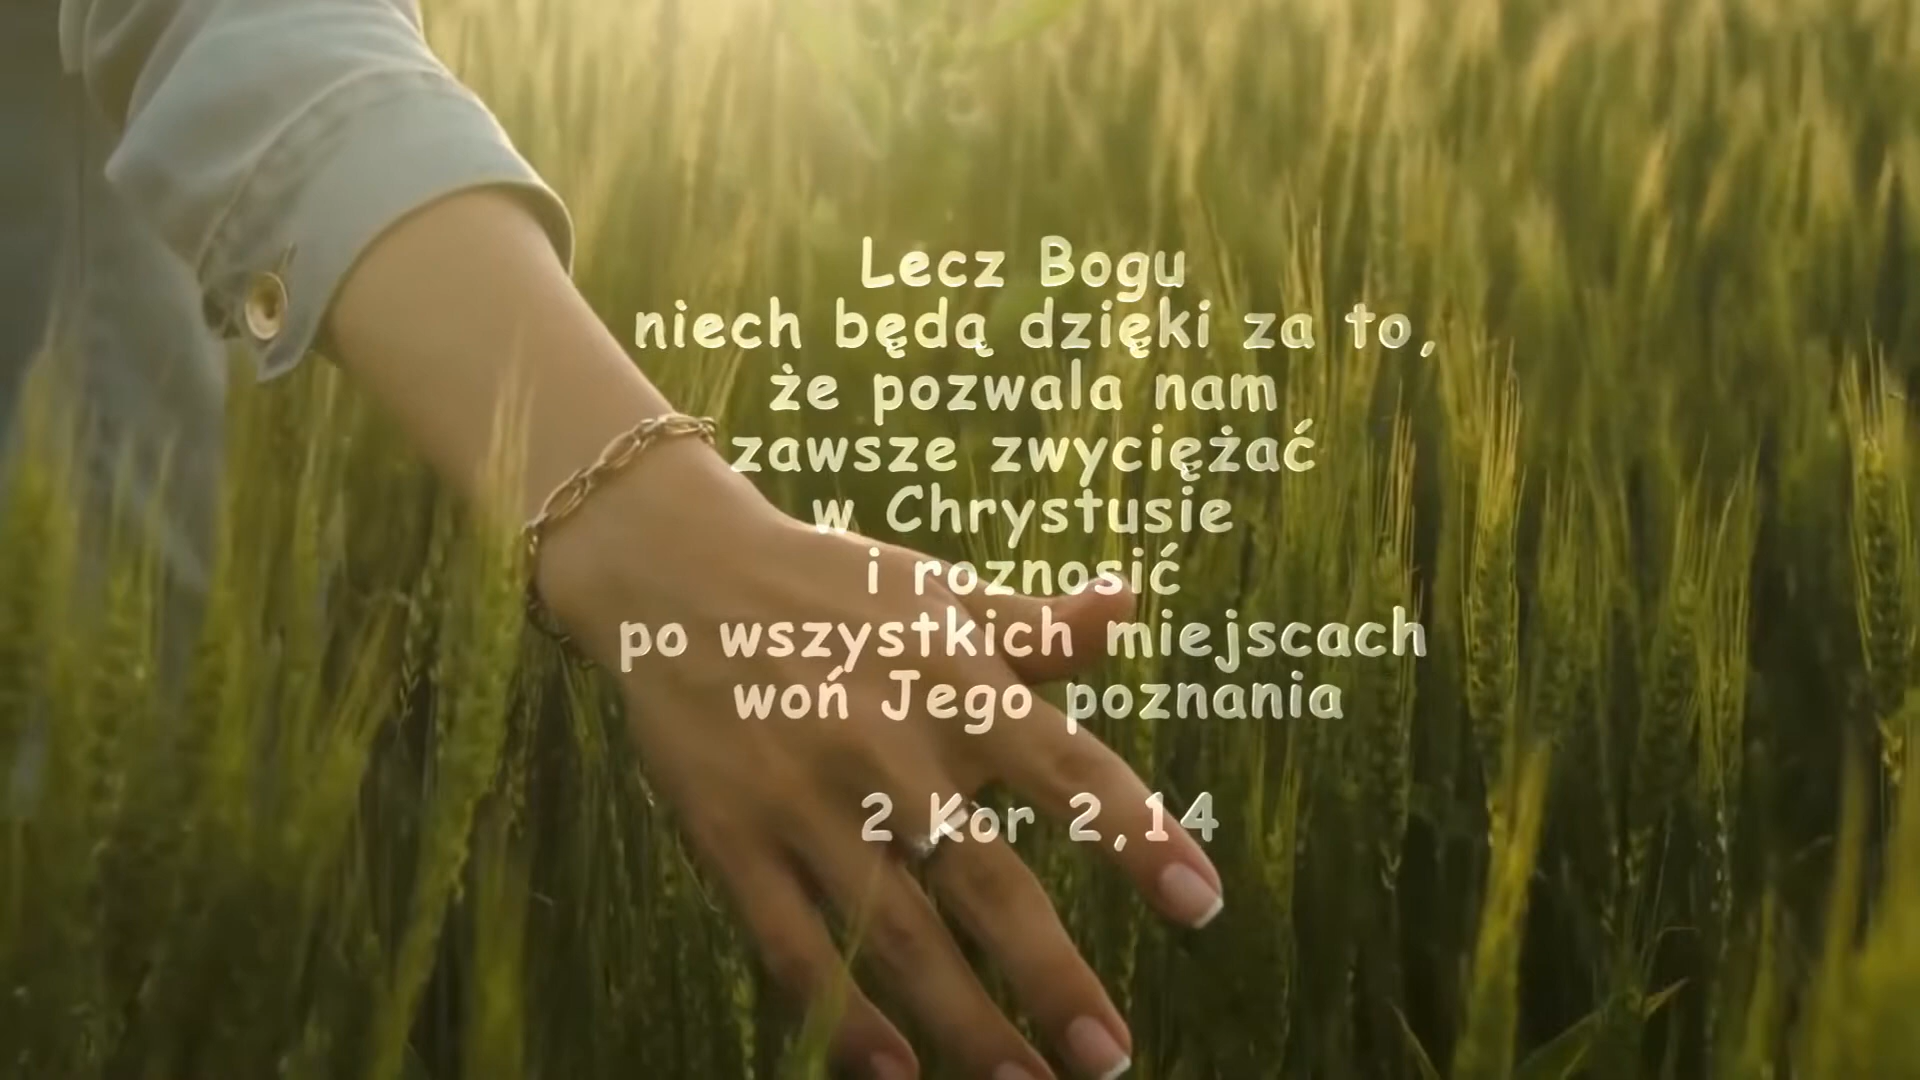 Lecz Bogu
niech będą dzięki za to,
że pozwala nam
zawsze zwyciężać
w Chrystusie
i roznosić
po wszystkich miejscach
woń Jego poznania
2 Kor 2,14